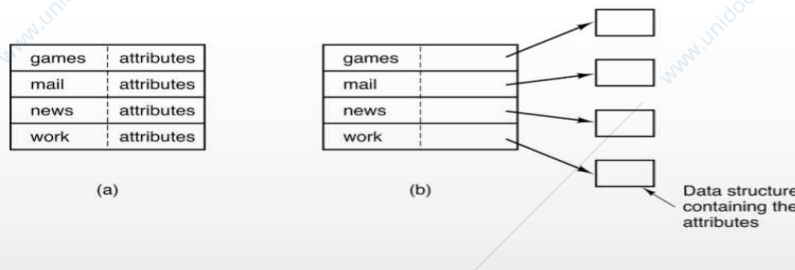 games attributes
mail attributes
news attributes
work attributes
(a)
games
mail
news
work
(b)
Data structure
containing the
attributes